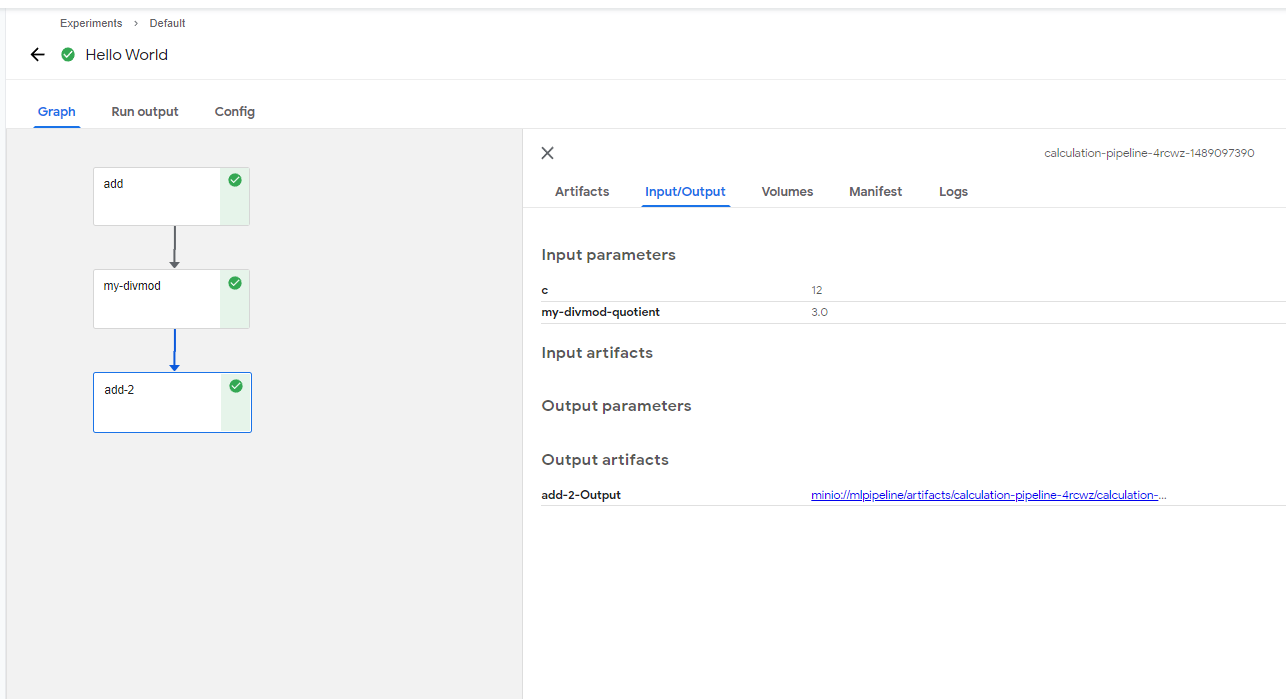 Experiments > Default
Hello World
Graph Run output Config
calculation-pipeline-4rcwz-1489097390
Artifacts Input/Output Volumes Manifest Logs
add
my-divmod
add-2
Input parameters
c 12
my-divmod-quotient 3.0
Input artifacts
Output parameters
Output artifacts
add-2-Output minio://mlpipeline/artifacts/calculation-pipeline-4rcwz/calculation-...